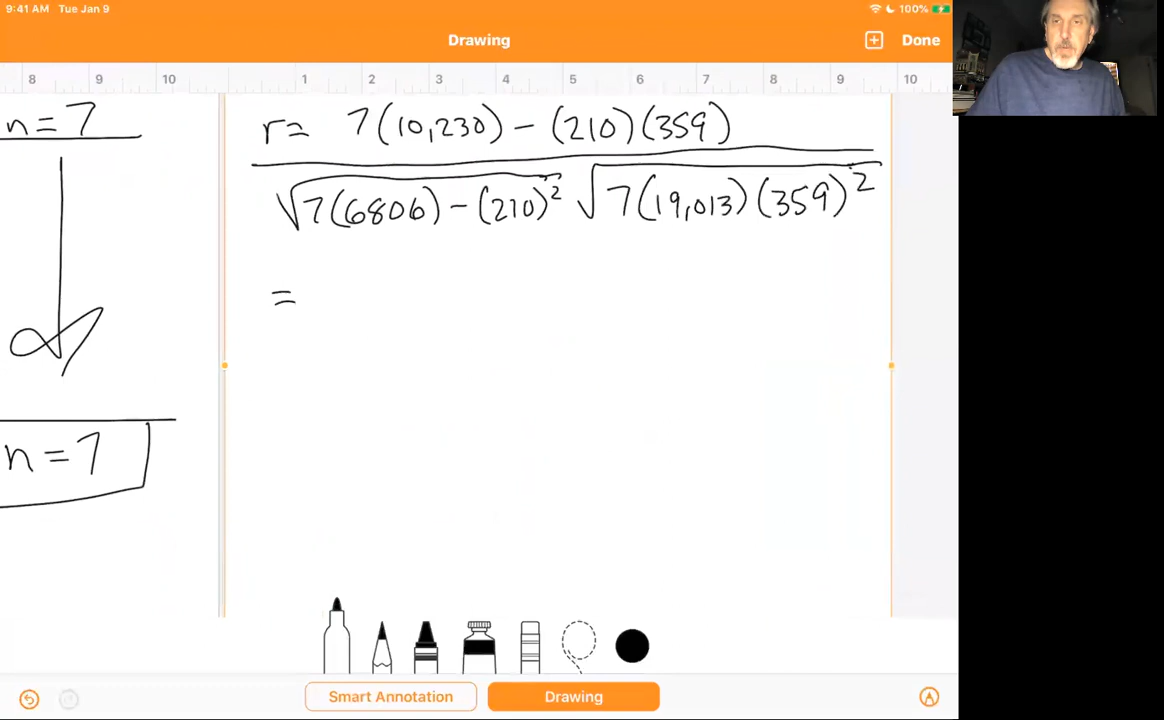 9:41 AM Tue Jan 9
100%
Drawing
Done
8 9 10 1 2 3 4 5 6 7 8 9 10
n = 7
r = 7(10,230) - (210)(359)
√7(6806) - (210)² √7(19,013)(359)²
=
n = 7
Smart Annotation
Drawing